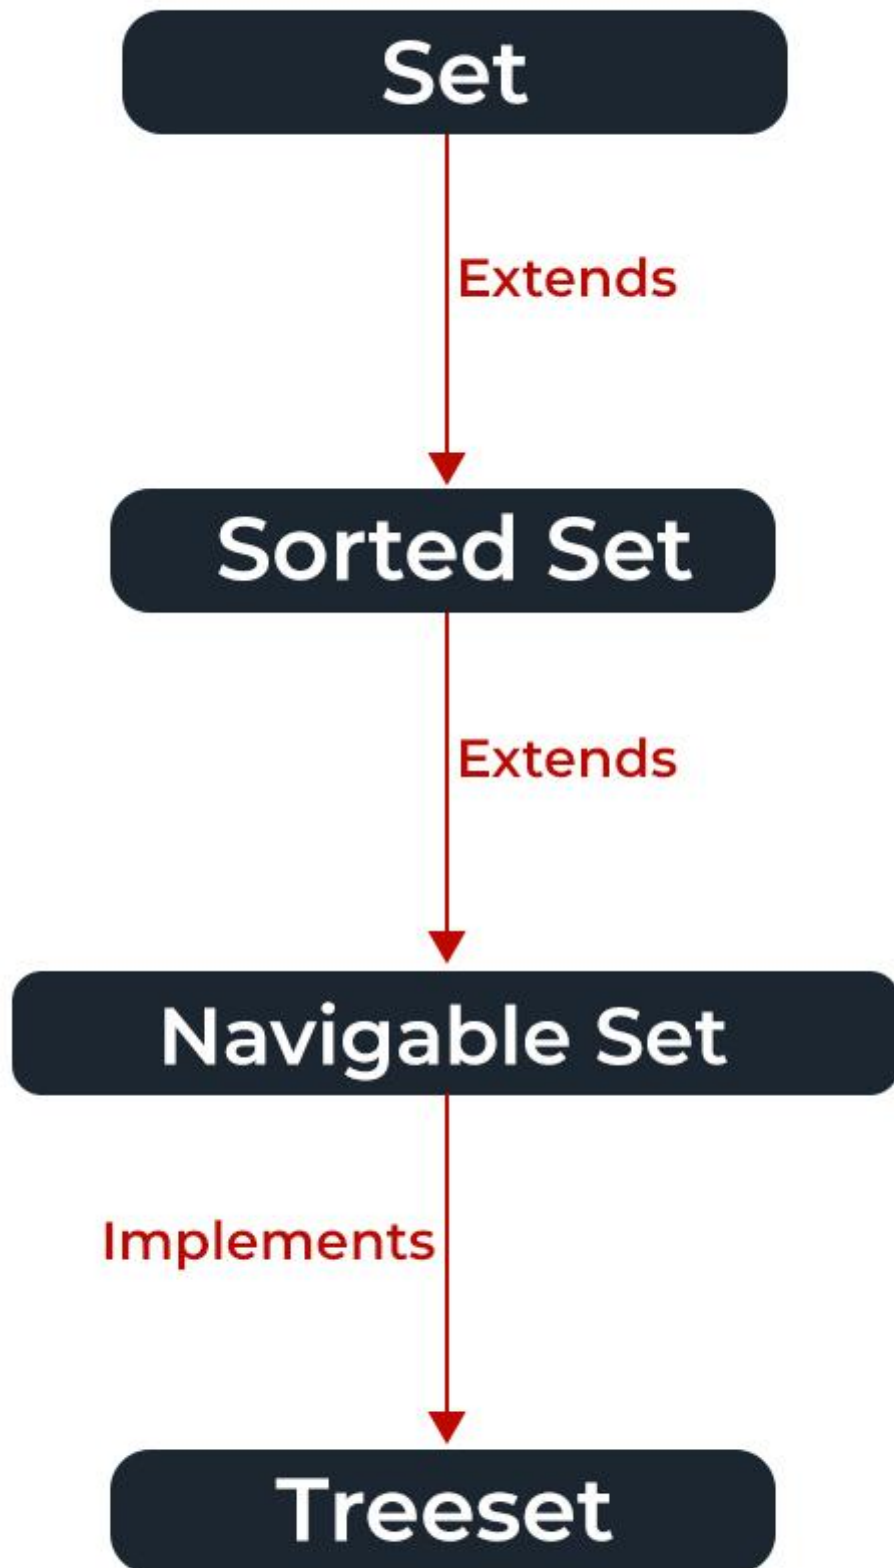 Set
Extends
Sorted Set
Extends
Navigable Set
Implements
Treeset